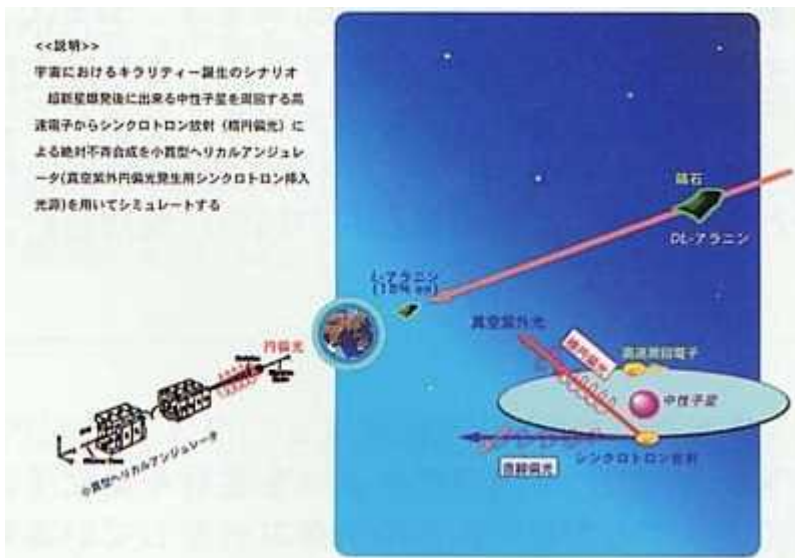 <<説明>>
宇宙におけるキラリティー誕生のシナリオ
超新星爆発後に出来る中性子星を周回する高
速電子からシンクロトロン放射（楕円偏光）に
よる絶対不斉合成を小貫型ヘリカルアンジュレ
ータ(真空紫外円偏光発生用シンクロトロン挿入
光源)を用いてシミュレートする
隕石
DL-アラニン
L-アラニン
真空紫外光
楕円偏光
高速周回電子
中性子星
シンクロトロン放射
直線偏光
円偏光
小貫型ヘリカルアンジュレータ